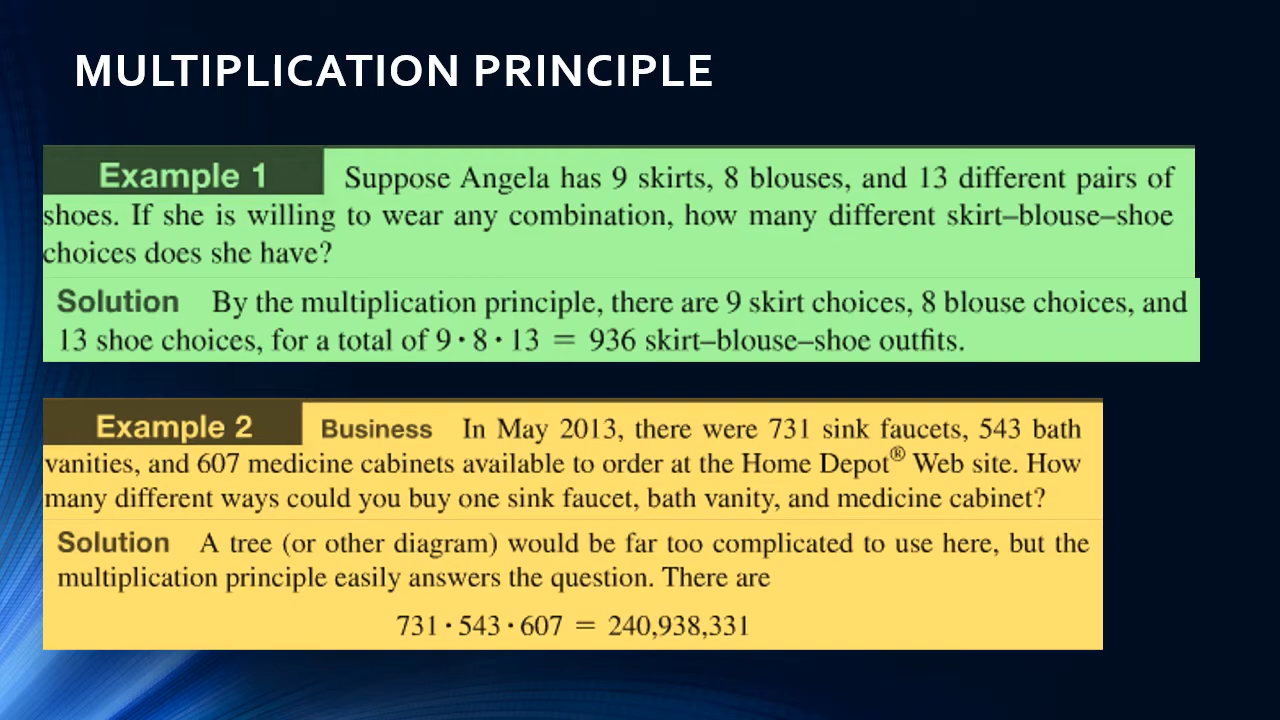 MULTIPLICATION PRINCIPLE
Example 1 Suppose Angela has 9 skirts, 8 blouses, and 13 different pairs of
shoes. If she is willing to wear any combination, how many different skirt–blouse–shoe
choices does she have?
Solution By the multiplication principle, there are 9 skirt choices, 8 blouse choices, and
13 shoe choices, for a total of 9 · 8 · 13 = 936 skirt–blouse–shoe outfits.
Example 2 Business In May 2013, there were 731 sink faucets, 543 bath
vanities, and 607 medicine cabinets available to order at the Home Depot® Web site. How
many different ways could you buy one sink faucet, bath vanity, and medicine cabinet?
Solution A tree (or other diagram) would be far too complicated to use here, but the
multiplication principle easily answers the question. There are
731 · 543 · 607 = 240,938,331